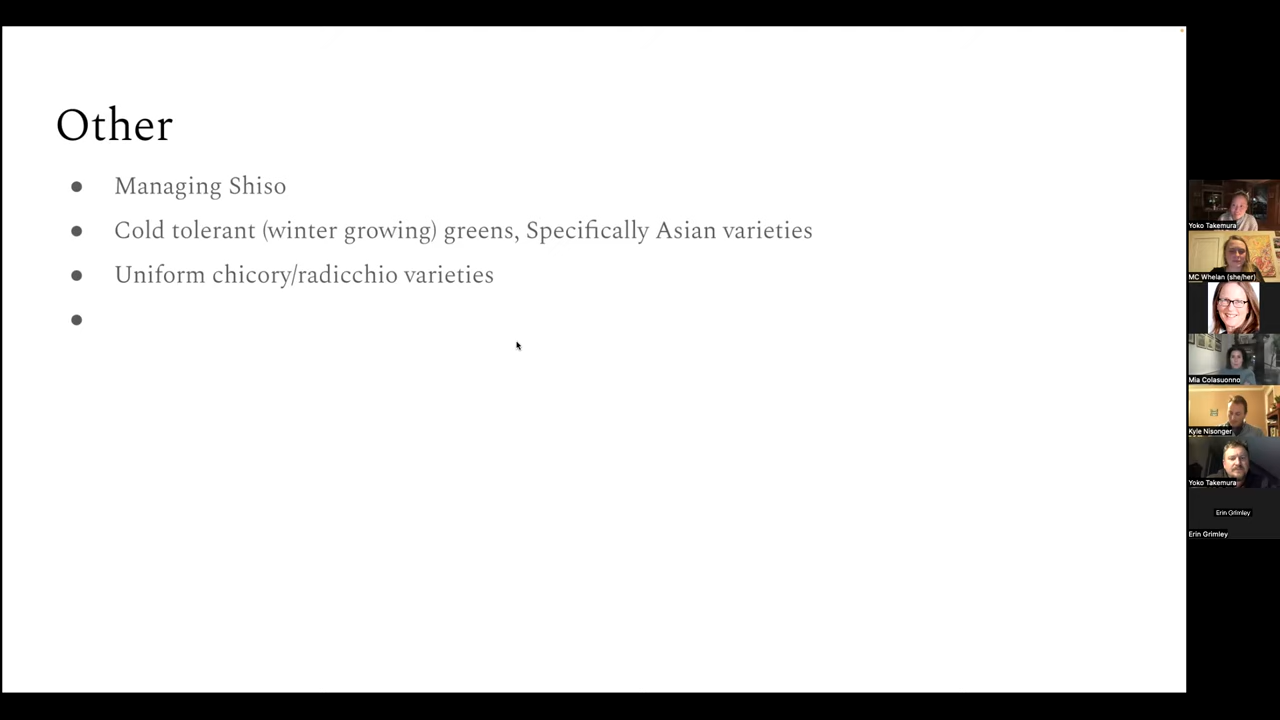 Other
● Managing Shiso
● Cold tolerant (winter growing) greens, Specifically Asian varieties
● Uniform chicory/radicchio varieties
●
Yoko Takemura
MC Whelan (she/her)
Mia Colasuonno
Kyle Nisonger
Yoko Takemura
Erin Grimley
Erin Grimley